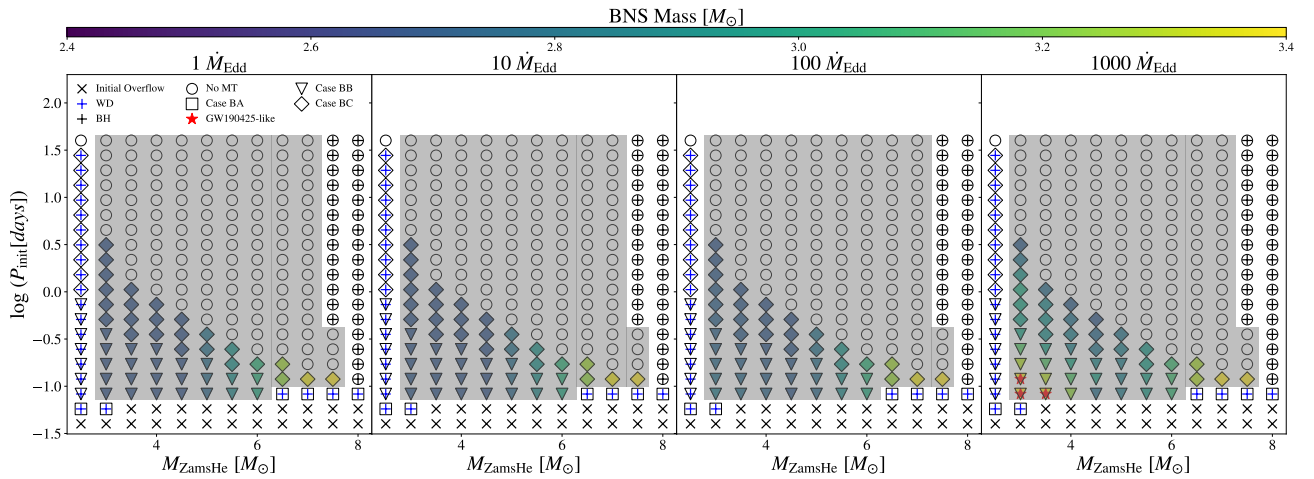 BNS Mass [M⊙]
2.4 2.6 2.8 3.0 3.2 3.4
1 Ṁ_Edd 10 Ṁ_Edd 100 Ṁ_Edd 1000 Ṁ_Edd
Initial Overflow No MT Case BB
WD Case BA Case BC
BH GW190425-like
log (P_init[days])
2.0
1.5
1.0
0.5
0.0
−0.5
−1.0
−1.5
4 6 8 4 6 8 4 6 8 4 6 8
M_ZamsHe [M⊙] M_ZamsHe [M⊙] M_ZamsHe [M⊙] M_ZamsHe [M⊙]